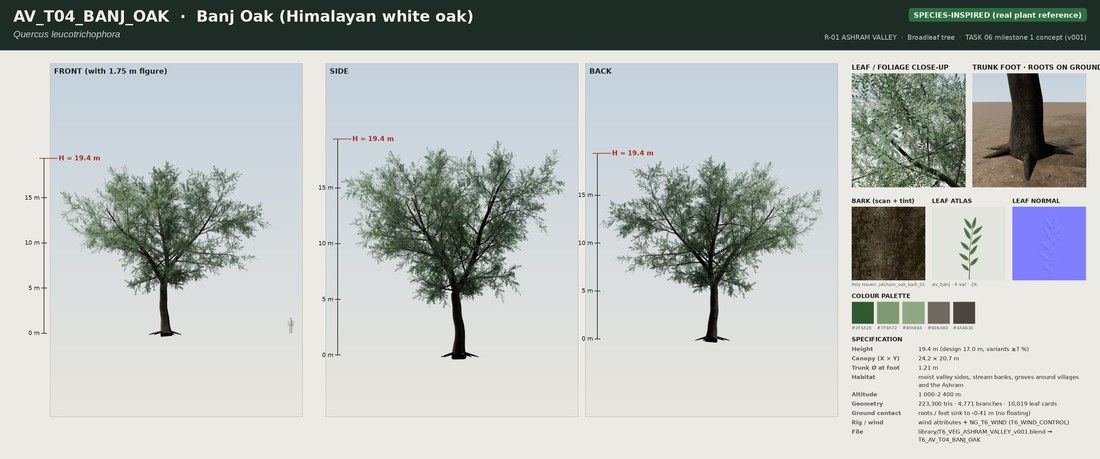 AV_T04_BANJ_OAK · Banj Oak (Himalayan white oak)
Quercus leucotrichophora
SPECIES-INSPIRED (real plant reference)
R-01 ASHRAM VALLEY · Broadleaf tree · TASK 06 milestone 1 concept (v001)
FRONT (with 1.75 m figure)
H = 19.4 m
15 m
10 m
5 m
0 m
SIDE
H = 19.4 m
15 m
10 m
5 m
0 m
BACK
H = 19.4 m
15 m
10 m
5 m
0 m
LEAF / FOLIAGE CLOSE-UP
TRUNK FOOT · ROOTS ON GROUND
BARK (scan + tint)
LEAF ATLAS
LEAF NORMAL
av_banj · 4 var · 2K
COLOUR PALETTE
SPECIFICATION
Height 19.4 m (design 17.0 m, variants ±7 %)
Canopy (X × Y) 24.2 × 20.7 m
Trunk Ø at foot 1.21 m
Habitat moist valley sides, stream banks, groves around villages
and the Ashram
Altitude 1 000–2 400 m
Geometry 223,300 tris · 4,771 branches · 10,019 leaf cards
Ground contact roots / foot sink to -0.41 m (no floating)
Rig / wind wind attributes + NG_T6_WIND (T6_WIND_CONTROL)
File library/T6_VEG_ASHRAM_VALLEY_v001.blend →
T6_AV_T04_BANJ_OAK